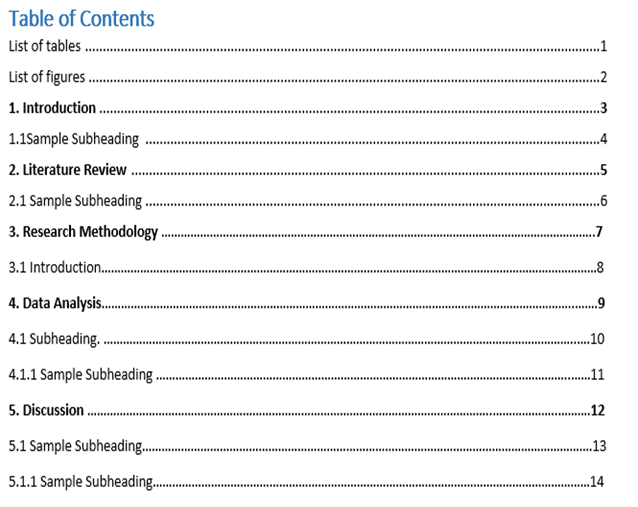 Table of Contents
List of tables ........................................................................1
List of figures ........................................................................2
1. Introduction ........................................................................3
1.1Sample Subheading ........................................................................4
2. Literature Review ........................................................................5
2.1 Sample Subheading ........................................................................6
3. Research Methodology ........................................................................7
3.1 Introduction........................................................................8
4. Data Analysis........................................................................9
4.1 Subheading. ........................................................................10
4.1.1 Sample Subheading ........................................................................11
5. Discussion ........................................................................12
5.1 Sample Subheading........................................................................13
5.1.1 Sample Subheading........................................................................14